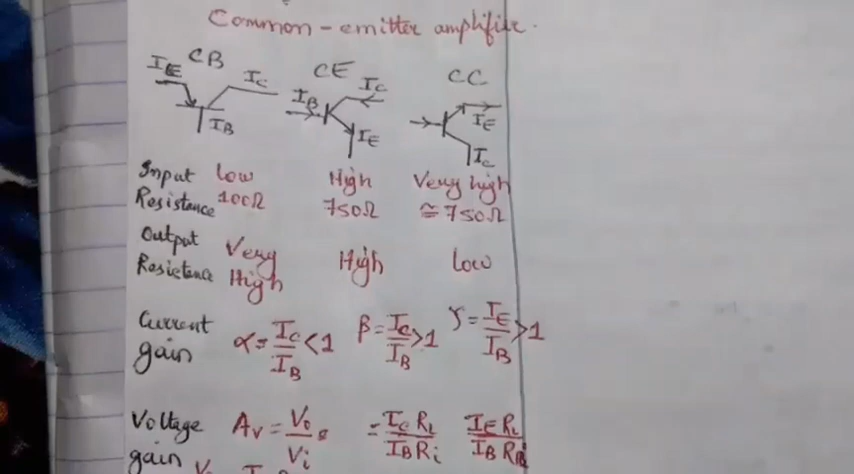 Common-emitter amplifier.
CB CE CC
IE IC IB IC IE
IB IE IC
Input Low High Very high
Resistance 100Ω 750Ω ≅750Ω
Output Very High Low
Resistance High
Current α=IC/IB<1 β=IC/IB>1 γ=IE/IB>1
gain
Voltage AV=Vo/Vi =ICRL/IBRi IERL/IB
gain